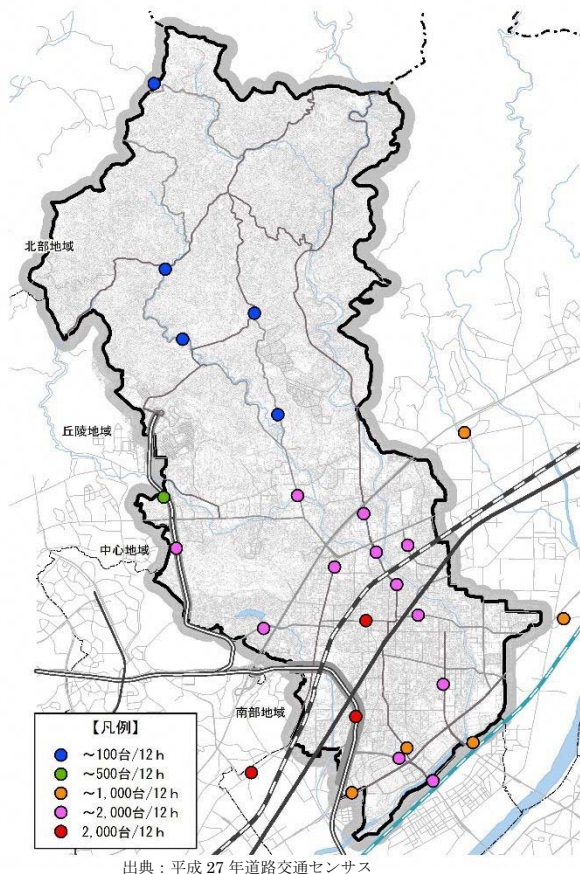 北部地域
丘陵地域
中心地域
南部地域
【凡例】
～100台/12h
～500台/12h
～1,000台/12h
～2,000台/12h
2,000台/12h
出典：平成 27 年道路交通センサス